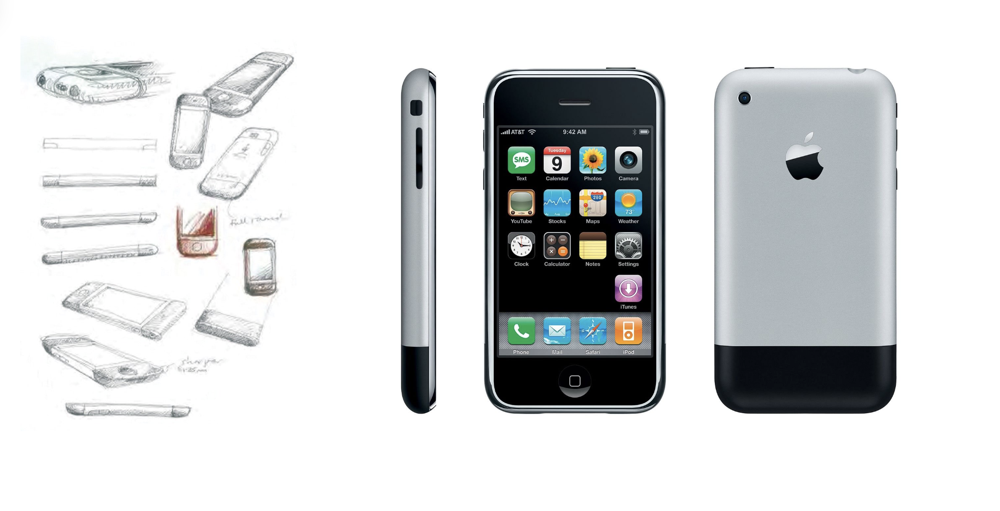 full round
sharper
AT&T 9:42 AM
SMS Tuesday 9
Text Calendar Photos Camera
280 73°
YouTube Stocks Maps Weather
Clock Calculator Notes Settings
iTunes
Phone Mail Safari iPod